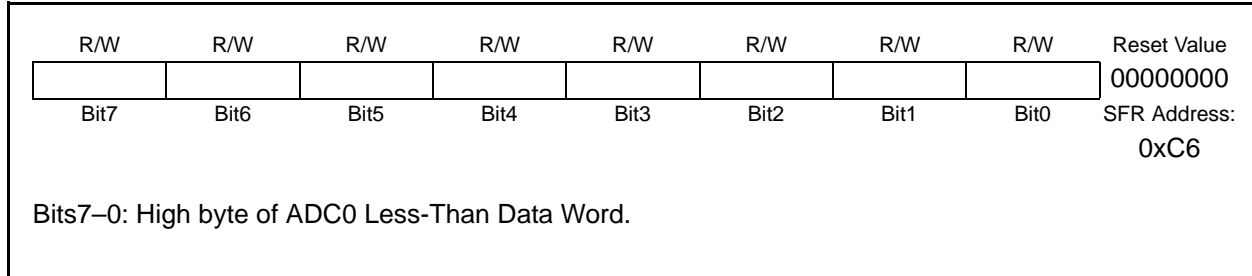 R/W R/W R/W R/W R/W R/W R/W R/W Reset Value
00000000
Bit7 Bit6 Bit5 Bit4 Bit3 Bit2 Bit1 Bit0 SFR Address:
0xC6
Bits7–0: High byte of ADC0 Less-Than Data Word.